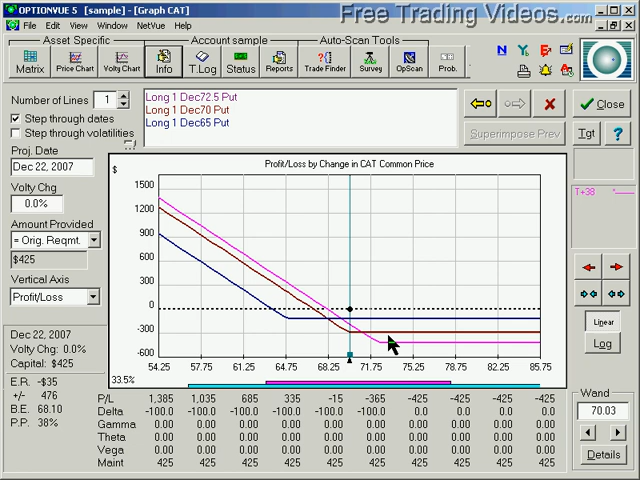 OPTIONVUE 5 [sample] - [Graph CAT]
Free Trading Videos.com
File Edit View Window NetVue Help
Asset Specific Account sample Auto-Scan Tools
Matrix Price Chart Volty Chart Info T.Log Status Reports Trade Finder Survey OpScan Prob.
Number of Lines 1
Step through dates
Step through volatilities
Long 1 Dec72.5 Put
Long 1 Dec70 Put
Long 1 Dec65 Put
Close
Superimpose Prev Tgt ?
Proj. Date
Dec 22, 2007
Volty Chg
0.0%
Amount Provided
= Orig. Reqmt.
$425
Vertical Axis
Profit/Loss
Profit/Loss by Change in CAT Common Price
$
1500
1200
900
600
300
0
-300
-600
54.25 57.75 61.25 64.75 68.25 71.75 75.25 78.75 82.25 85.75
33.5%
T+38
Linear
Log
Wand
70.03
Details
Dec 22, 2007
Volty Chg: 0.0%
Capital: $425
E.R. -$35
+/- 476
B.E. 68.10
P.P. 38%
P/L 1,385 1,035 685 335 -15 -365 -425 -425 -425 -425
Delta -100.0 -100.0 -100.0 -100.0 -100.0 -100.0 0.0 0.0 0.0 0.0
Gamma 0.00 0.00 0.00 0.00 0.00 0.00 0.00 0.00 0.00 0.00
Theta 0.00 0.00 0.00 0.00 0.00 0.00 0.00 0.00 0.00 0.00
Vega 0.00 0.00 0.00 0.00 0.00 0.00 0.00 0.00 0.00 0.00
Maint 425 425 425 425 425 425 425 425 425 425